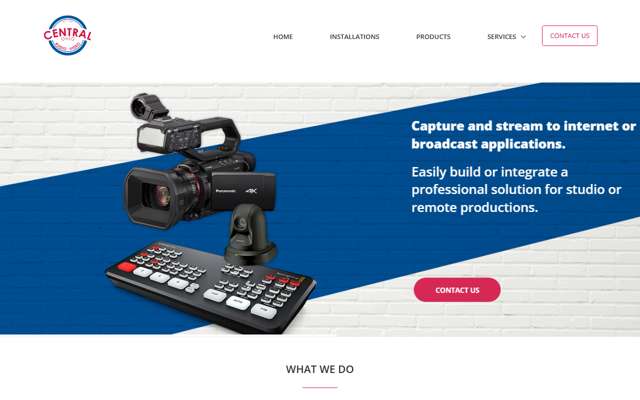 CENTRAL
OHIO
HOME
INSTALLATIONS
PRODUCTS
SERVICES
CONTACT US
Capture and stream to internet or
broadcast applications.
Easily build or integrate a
professional solution for studio or
remote productions.
Panasonic
4K
CONTACT US
WHAT WE DO